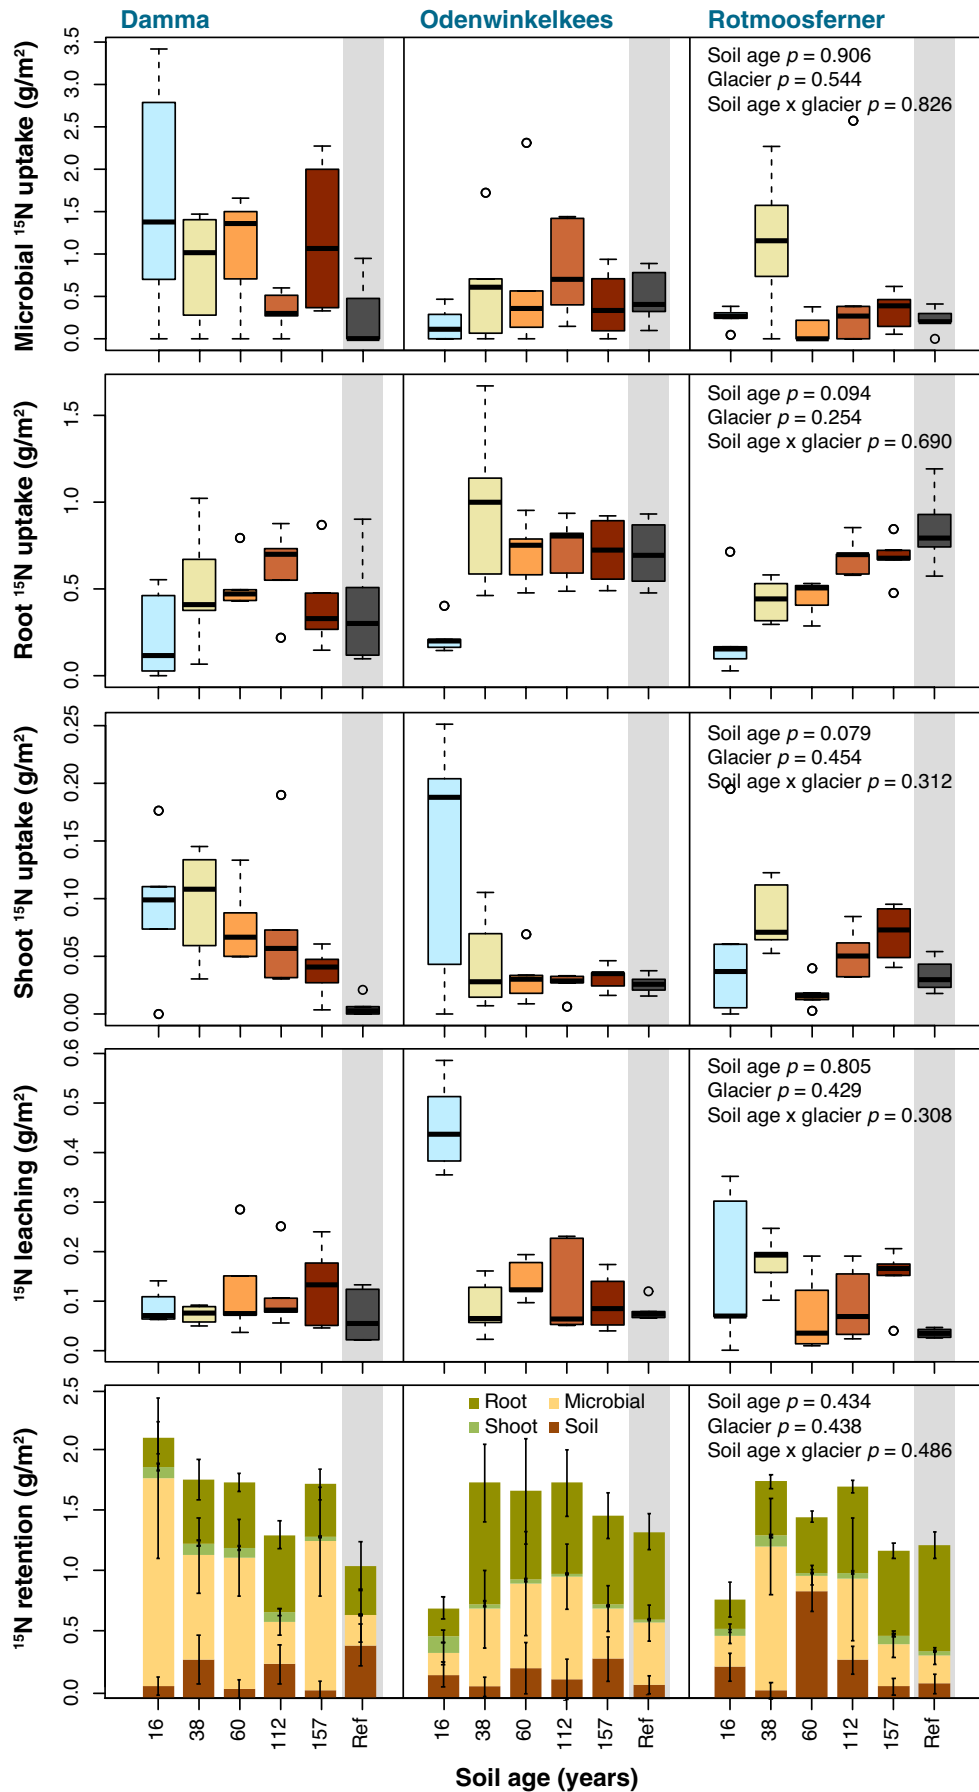 Damma Odenwinkelkees Rotmoosferner
Microbial ¹⁵N uptake (g/m²)
3.5
3.0
2.5
2.0
1.5
1.0
0.5
0.0
Soil age p = 0.906
Glacier p = 0.544
Soil age x glacier p = 0.826
Root ¹⁵N uptake (g/m²)
1.5
1.0
0.5
0.0
Soil age p = 0.094
Glacier p = 0.254
Soil age x glacier p = 0.690
Shoot ¹⁵N uptake (g/m²)
0.25
0.20
0.15
0.10
0.05
0.00
Soil age p = 0.079
Glacier p = 0.454
Soil age x glacier p = 0.312
¹⁵N leaching (g/m²)
0.6
0.5
0.4
0.3
0.2
0.1
0.0
Soil age p = 0.805
Glacier p = 0.429
Soil age x glacier p = 0.308
¹⁵N retention (g/m²)
2.5
2.0
1.5
1.0
0.5
0.0
Root Microbial
Shoot Soil
Soil age p = 0.434
Glacier p = 0.438
Soil age x glacier p = 0.486
16 38 60 112 157 Ref 16 38 60 112 157 Ref 16 38 60 112 157 Ref
Soil age (years)